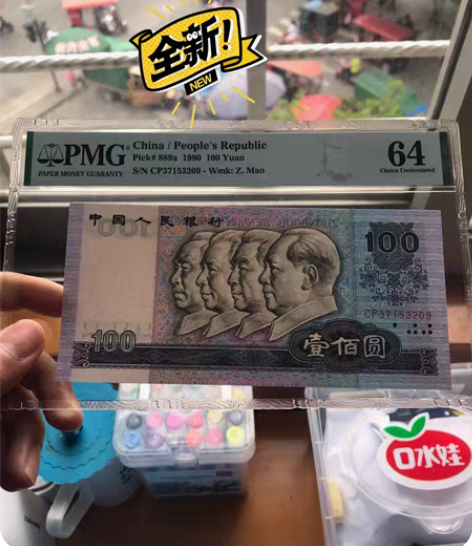 全新!
NEW
PMG
PAPER MONEY GUARANTY
China / People's Republic
Pick# 889a 1980 100 Yuan
S/N CP37153209 - Wmk: Z. Mao
64
Choice Uncirculated
中国人民银行
100
CP37153209
100
壹佰圆
口水娃